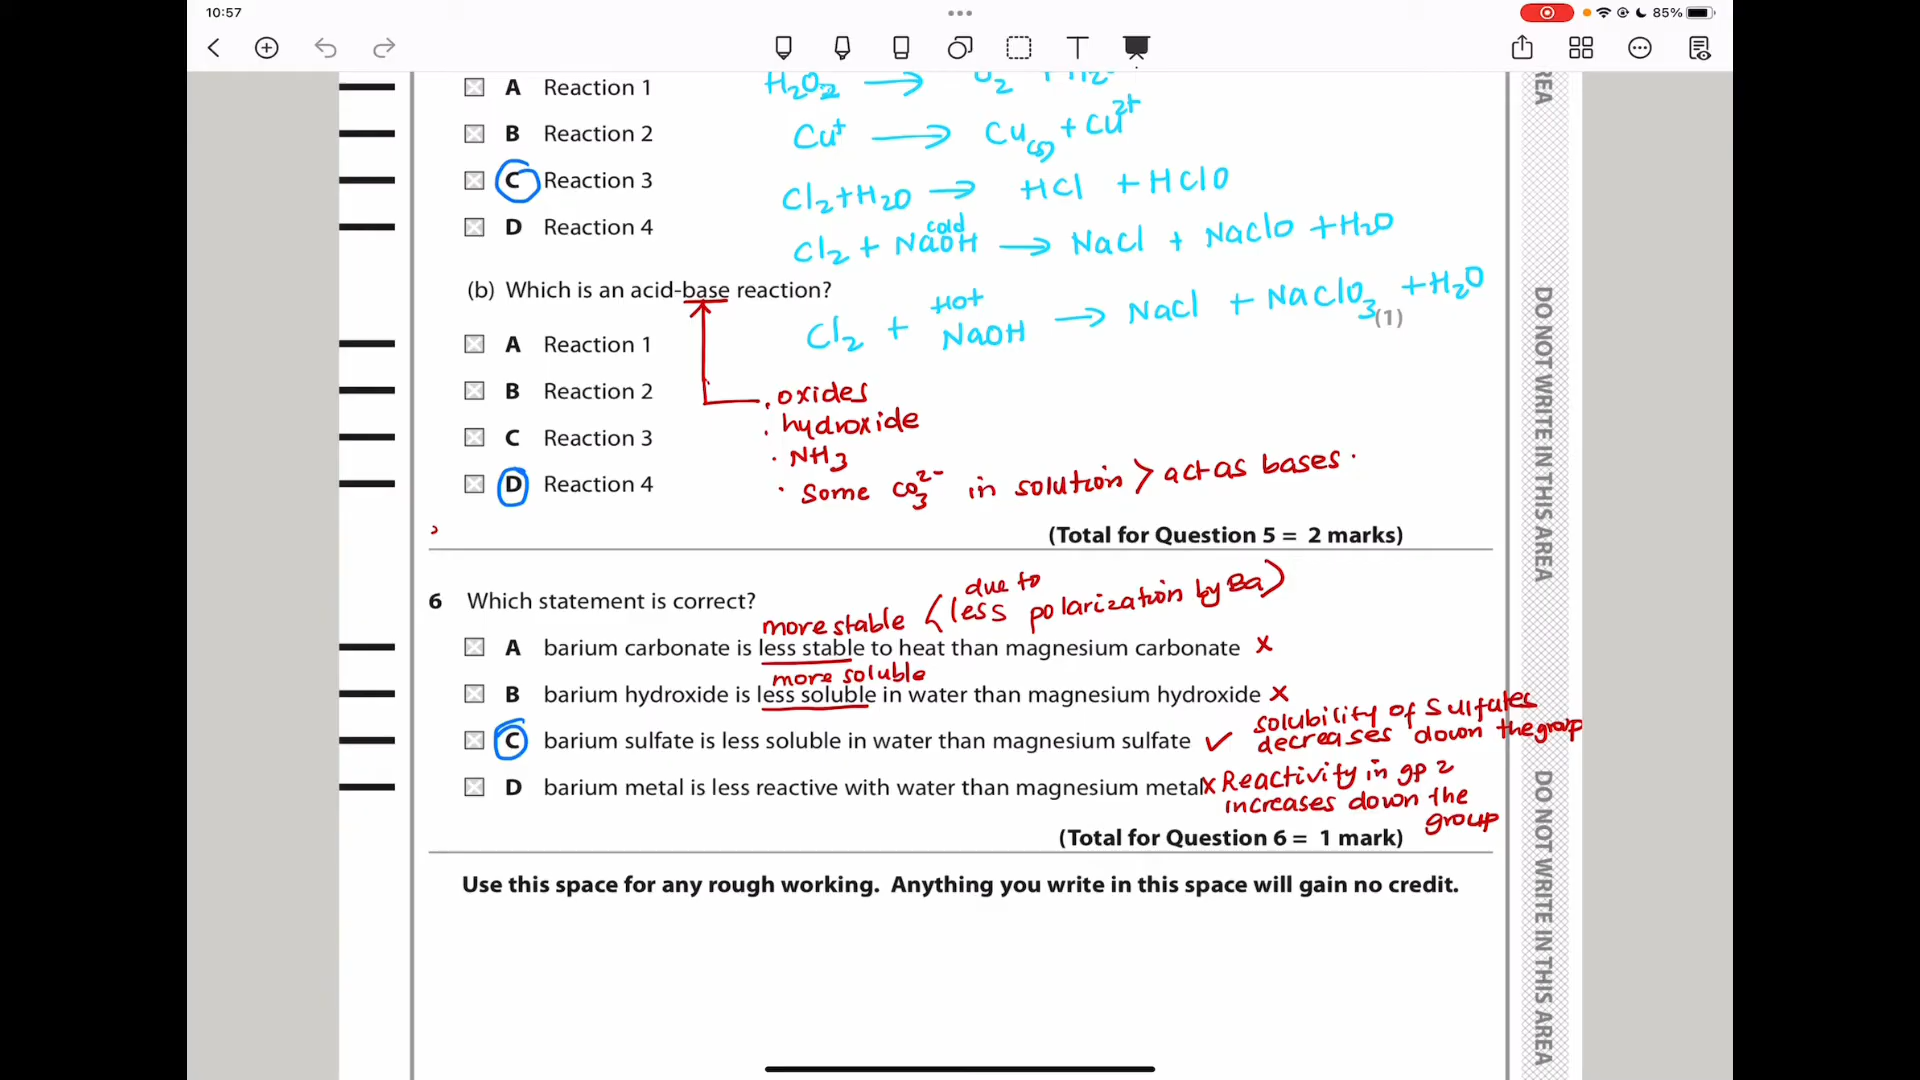 10:57
85%
A Reaction 1
H₂O₂ → O₂
B Reaction 2
Cu⁺ → Cu(s) + Cu²⁺
C Reaction 3
Cl₂ + H₂O → HCl + HClO
D Reaction 4
cold
Cl₂ + NaOH → NaCl + NaClO + H₂O
(b) Which is an acid-base reaction?
Hot
Cl₂ + NaOH → NaCl + NaClO₃ + H₂O
(1)
A Reaction 1
B Reaction 2
. oxides
. hydroxide
C Reaction 3
. NH₃
D Reaction 4
. Some CO₃²⁻ in solution > act as bases.
(Total for Question 5 = 2 marks)
6 Which statement is correct?
due to
more stable (less polarization by Ba)
A barium carbonate is less stable to heat than magnesium carbonate x
more soluble
B barium hydroxide is less soluble in water than magnesium hydroxide x
C barium sulfate is less soluble in water than magnesium sulfate ✓
solubility of Sulfates
decreases down the group
D barium metal is less reactive with water than magnesium metal x
Reactivity in gp 2
increases down the
group
(Total for Question 6 = 1 mark)
Use this space for any rough working. Anything you write in this space will gain no credit.
REA
DO NOT WRITE IN THIS AREA
DO NOT WRITE IN THIS AREA